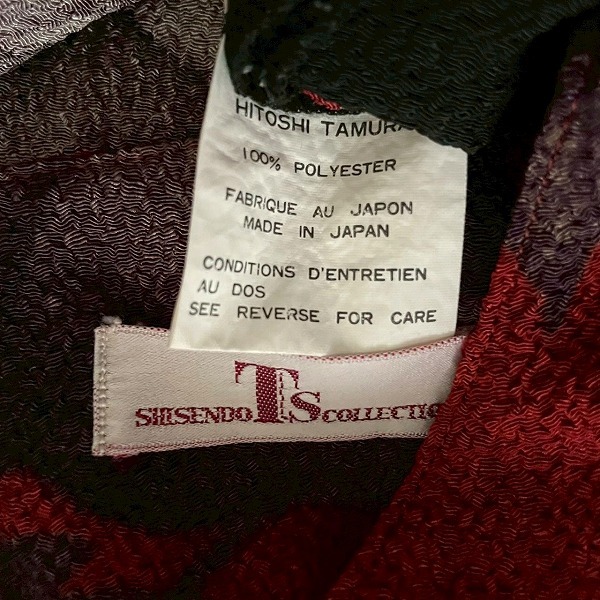 HITOSHI TAMURA
100% POLYESTER
FABRIQUE AU JAPON
MADE IN JAPAN
CONDITIONS D'ENTRETIEN
AU DOS
SEE REVERSE FOR CARE
SHISENDO TS COLLECTIO